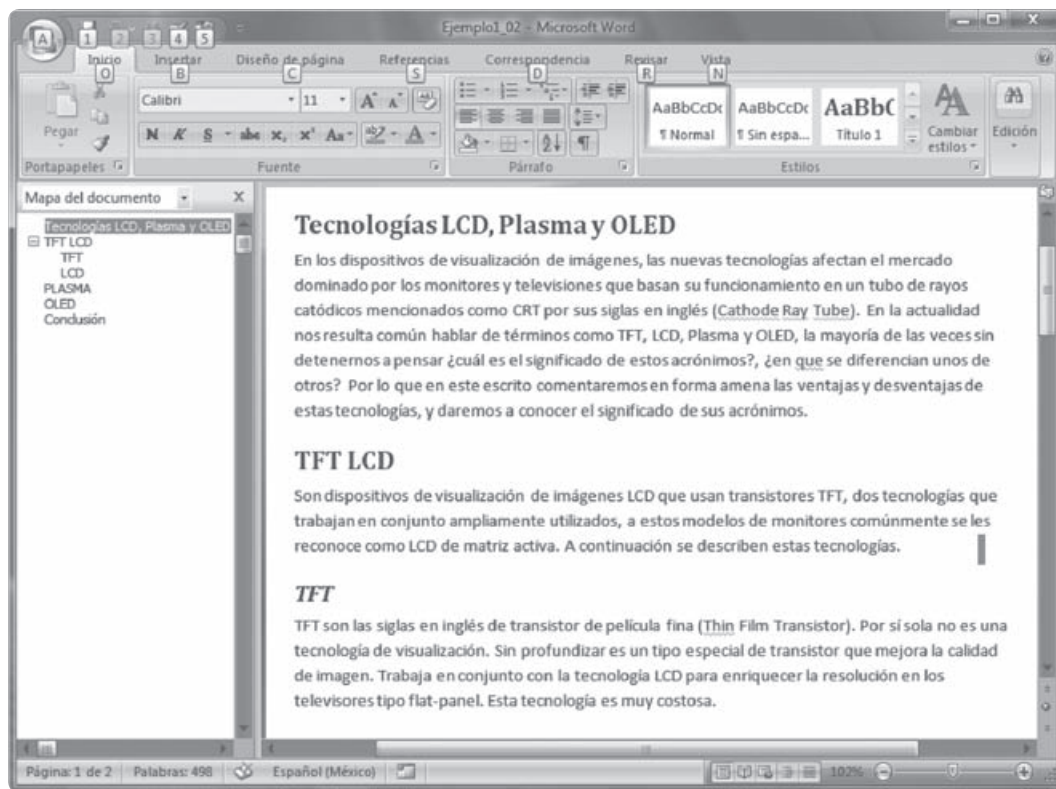 Ejemplo1_02 - Microsoft Word
A
1 2 3 4 5
Inicio Insertar Diseño de página Referencias Correspondencia Revisar Vista
O B C S D R N
Calibri 11 A A
AaBbCcDc AaBbCcDc AaBbC
Pegar
N K S abc x, x² Aa ab A
1 Normal 1 Sin espa... Título 1
Cambiar estilos
Edición
Portapapeles Fuente Párrafo Estilos
Mapa del documento x
Tecnologías LCD, Plasma y OLED
TFT LCD
TFT
LCD
PLASMA
OLED
Conclusión
Tecnologías LCD, Plasma y OLED
En los dispositivos de visualización de imágenes, las nuevas tecnologías afectan el mercado
dominado por los monitores y televisiones que basan su funcionamiento en un tubo de rayos
catódicos mencionados como CRT por sus siglas en inglés (Cathode Ray Tube). En la actualidad
nos resulta común hablar de términos como TFT, LCD, Plasma y OLED, la mayoría de las veces sin
detenernos a pensar ¿cuál es el significado de estos acrónimos?, ¿en que se diferencian unos de
otros? Por lo que en este escrito comentaremos en forma amena las ventajas y desventajas de
estas tecnologías, y daremos a conocer el significado de sus acrónimos.
TFT LCD
Son dispositivos de visualización de imágenes LCD que usan transistores TFT, dos tecnologías que
trabajan en conjunto ampliamente utilizados, a estos modelos de monitores comúnmente se les
reconoce como LCD de matriz activa. A continuación se describen estas tecnologías.
TFT
TFT son las siglas en inglés de transistor de película fina (Thin Film Transistor). Por sí sola no es una
tecnología de visualización. Sin profundizar es un tipo especial de transistor que mejora la calidad
de imagen. Trabaja en conjunto con la tecnología LCD para enriquecer la resolución en los
televisores tipo flat-panel. Esta tecnología es muy costosa.
Página: 1 de 2 Palabras: 498 Español (México) 102%